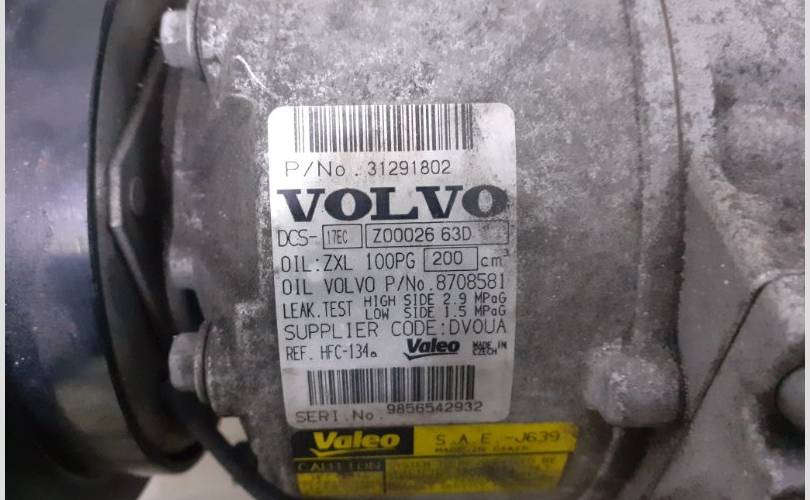 P/No. 31291802
VOLVO
DCS- 17EC Z00026 63D
OIL:ZXL 100PG 200 cm³
OIL VOLVO P/No.8708581
LEAK.TEST HIGH SIDE 2.9 MPaG
LOW SIDE 1.5 MPaG
SUPPLIER CODE:DVOUA
REF. HFC-134a Valeo MADE IN CZECH
SERI.No. 9856542932
Valeo S.A.E.-J639
CAUTION